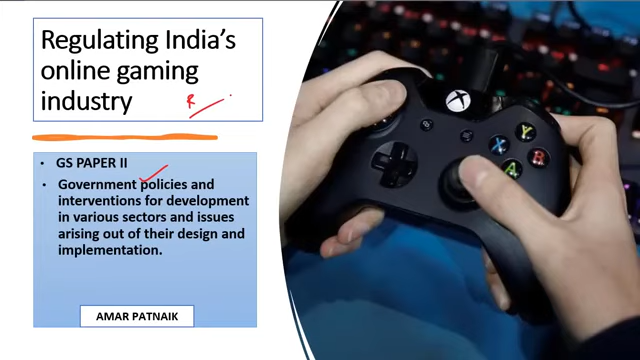 Regulating India's
online gaming
industry
R
• GS PAPER II
• Government policies and
interventions for development
in various sectors and issues
arising out of their design and
implementation.
AMAR PATNAIK
Y
X
R
A